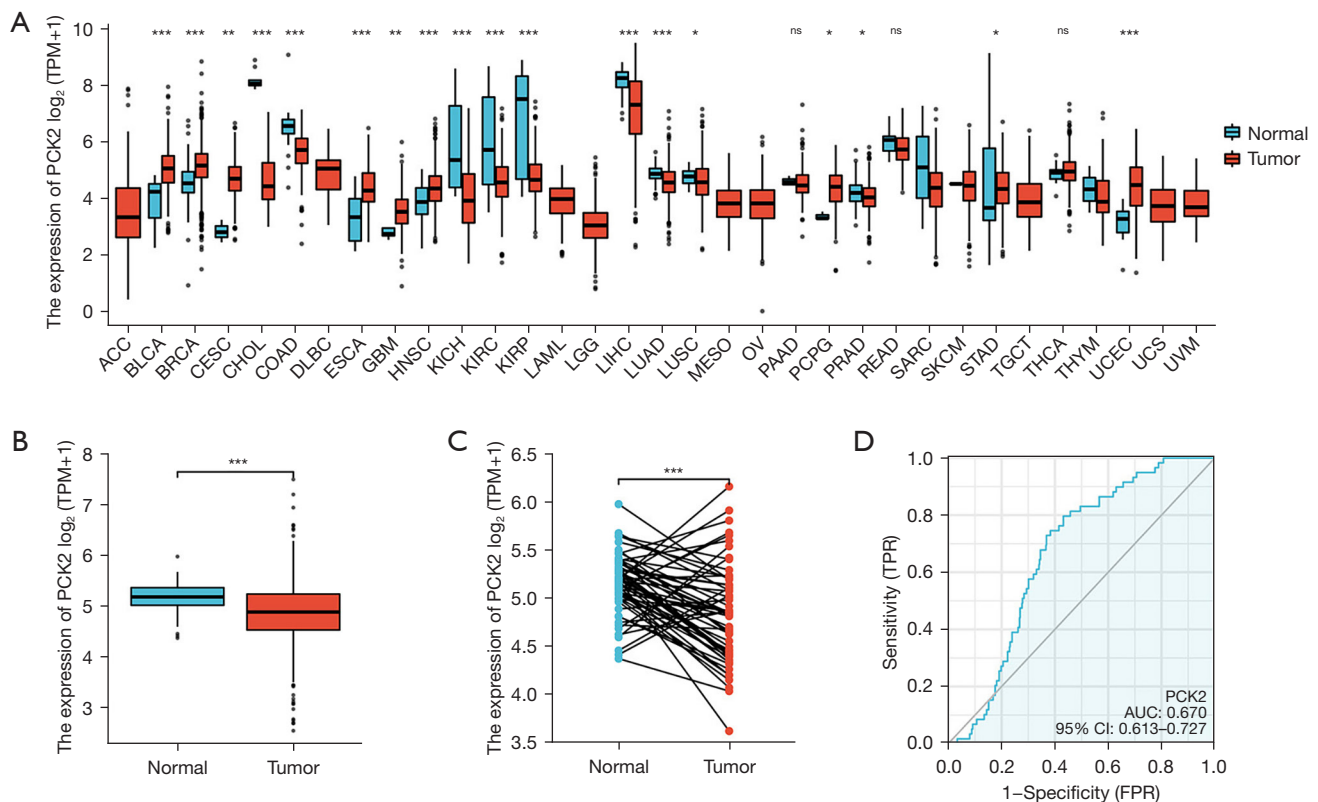 A
The expression of PCK2 log2 (TPM+1)
10
8
6
4
2
0
*** *** ** *** *** *** ** *** *** *** *** *** *** * ns * * ns * ns ***
Normal
Tumor
ACC BLCA BRCA CESC CHOL COAD DLBC ESCA GBM HNSC KICH KIRC KIRP LAML LGG LIHC LUAD LUSC MESO OV PAAD PCPG PRAD READ SARC SKCM STAD TGCT THCA THYM UCEC UCS UVM
B
The expression of PCK2 log2 (TPM+1)
8
7
6
5
4
3
***
Normal Tumor
C
The expression of PCK2 log2 (TPM+1)
6.5
6.0
5.5
5.0
4.5
4.0
3.5
***
Normal Tumor
D
Sensitivity (TPR)
1.0
0.8
0.6
0.4
0.2
0.0
PCK2
AUC: 0.670
95% CI: 0.613–0.727
0.0 0.2 0.4 0.6 0.8 1.0
1−Specificity (FPR)